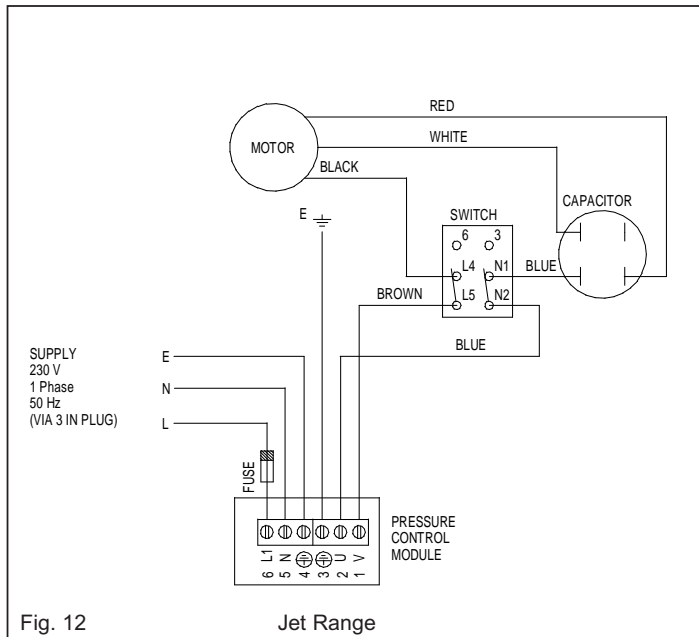 RED
MOTOR
WHITE
BLACK
CAPACITOR
E
SWITCH
6 3
L4 N1
BLUE
L5 N2
BROWN
BLUE
SUPPLY
230 V
1 Phase
50 Hz
(VIA 3 IN PLUG)
E
N
L
FUSE
PRESSURE
CONTROL
MODULE
6 L1
5 N
4
3
2 U
1 V
Fig. 12 Jet Range